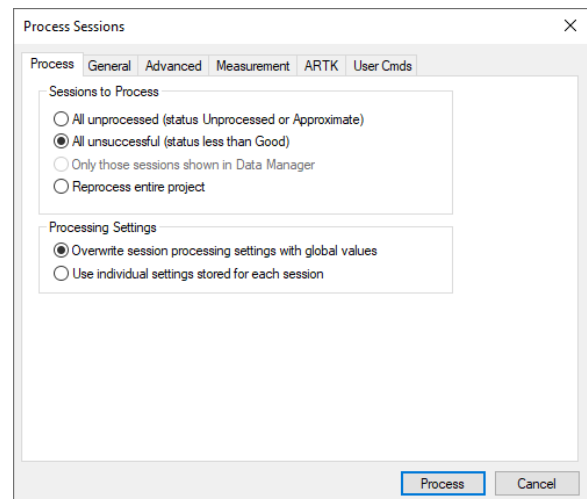 Process Sessions
Process General Advanced Measurement ARTK User Cmds
Sessions to Process
All unprocessed (status Unprocessed or Approximate)
All unsuccessful (status less than Good)
Only those sessions shown in Data Manager
Reprocess entire project
Processing Settings
Overwrite session processing settings with global values
Use individual settings stored for each session
Process Cancel